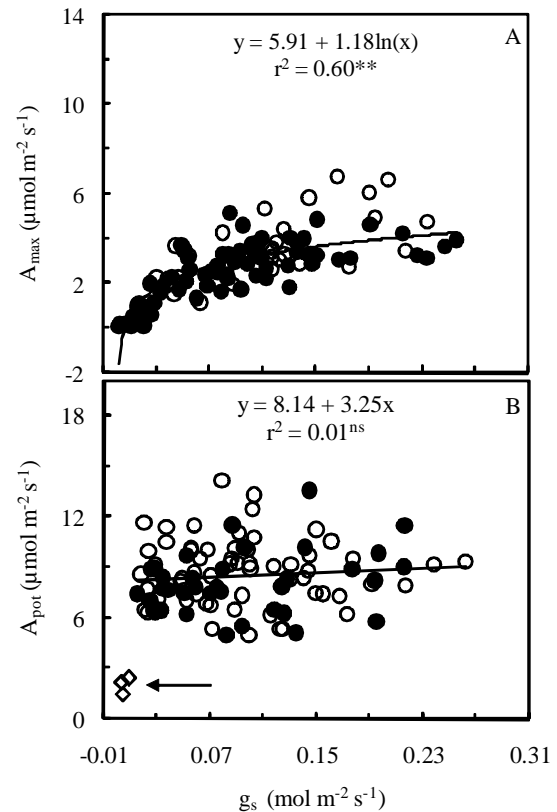 14
10
6
2
-2
A_max (μmol m⁻² s⁻¹)
y = 5.91 + 1.18ln(x)
r² = 0.60**
A
18
12
6
0
A_pot (μmol m⁻² s⁻¹)
y = 8.14 + 3.25x
r² = 0.01ⁿˢ
B
-0.01 0.07 0.15 0.23 0.31
g_s (mol m⁻² s⁻¹)